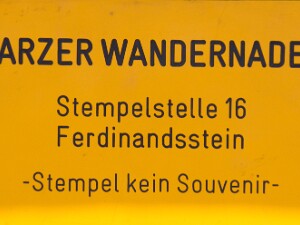 ARZER WANDERNADE
Stempelstelle 16
Ferdinandsstein
-Stempel kein Souvenir-